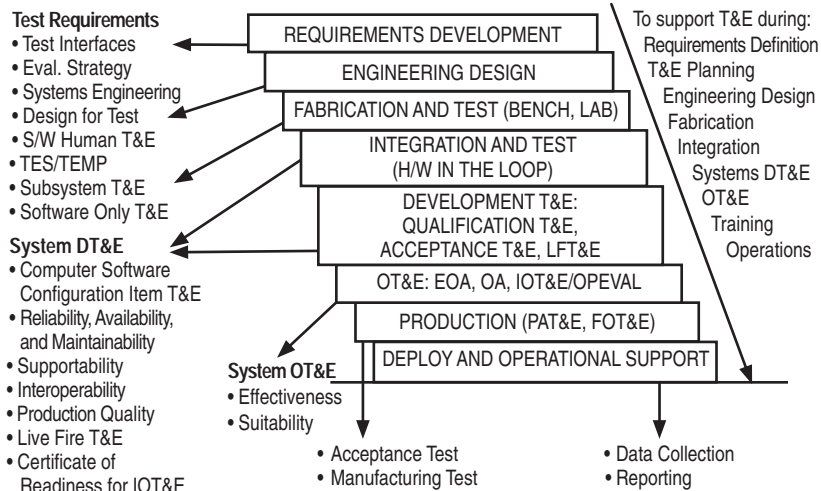 Test Requirements
• Test Interfaces
• Eval. Strategy
• Systems Engineering
• Design for Test
• S/W Human T&E
• TES/TEMP
• Subsystem T&E
• Software Only T&E
System DT&E
• Computer Software
Configuration Item T&E
• Reliability, Availability,
and Maintainability
• Supportability
• Interoperability
• Production Quality
• Live Fire T&E
• Certificate of
Readiness for IOT&E
REQUIREMENTS DEVELOPMENT
ENGINEERING DESIGN
FABRICATION AND TEST (BENCH, LAB)
INTEGRATION AND TEST
(H/W IN THE LOOP)
DEVELOPMENT T&E:
QUALIFICATION T&E,
ACCEPTANCE T&E, LFT&E
OT&E: EOA, OA, IOT&E/OPEVAL
PRODUCTION (PAT&E, FOT&E)
DEPLOY AND OPERATIONAL SUPPORT
System OT&E
• Effectiveness
• Suitability
• Acceptance Test
• Manufacturing Test
• Data Collection
• Reporting
To support T&E during:
Requirements Definition
T&E Planning
Engineering Design
Fabrication
Integration
Systems DT&E
OT&E
Training
Operations